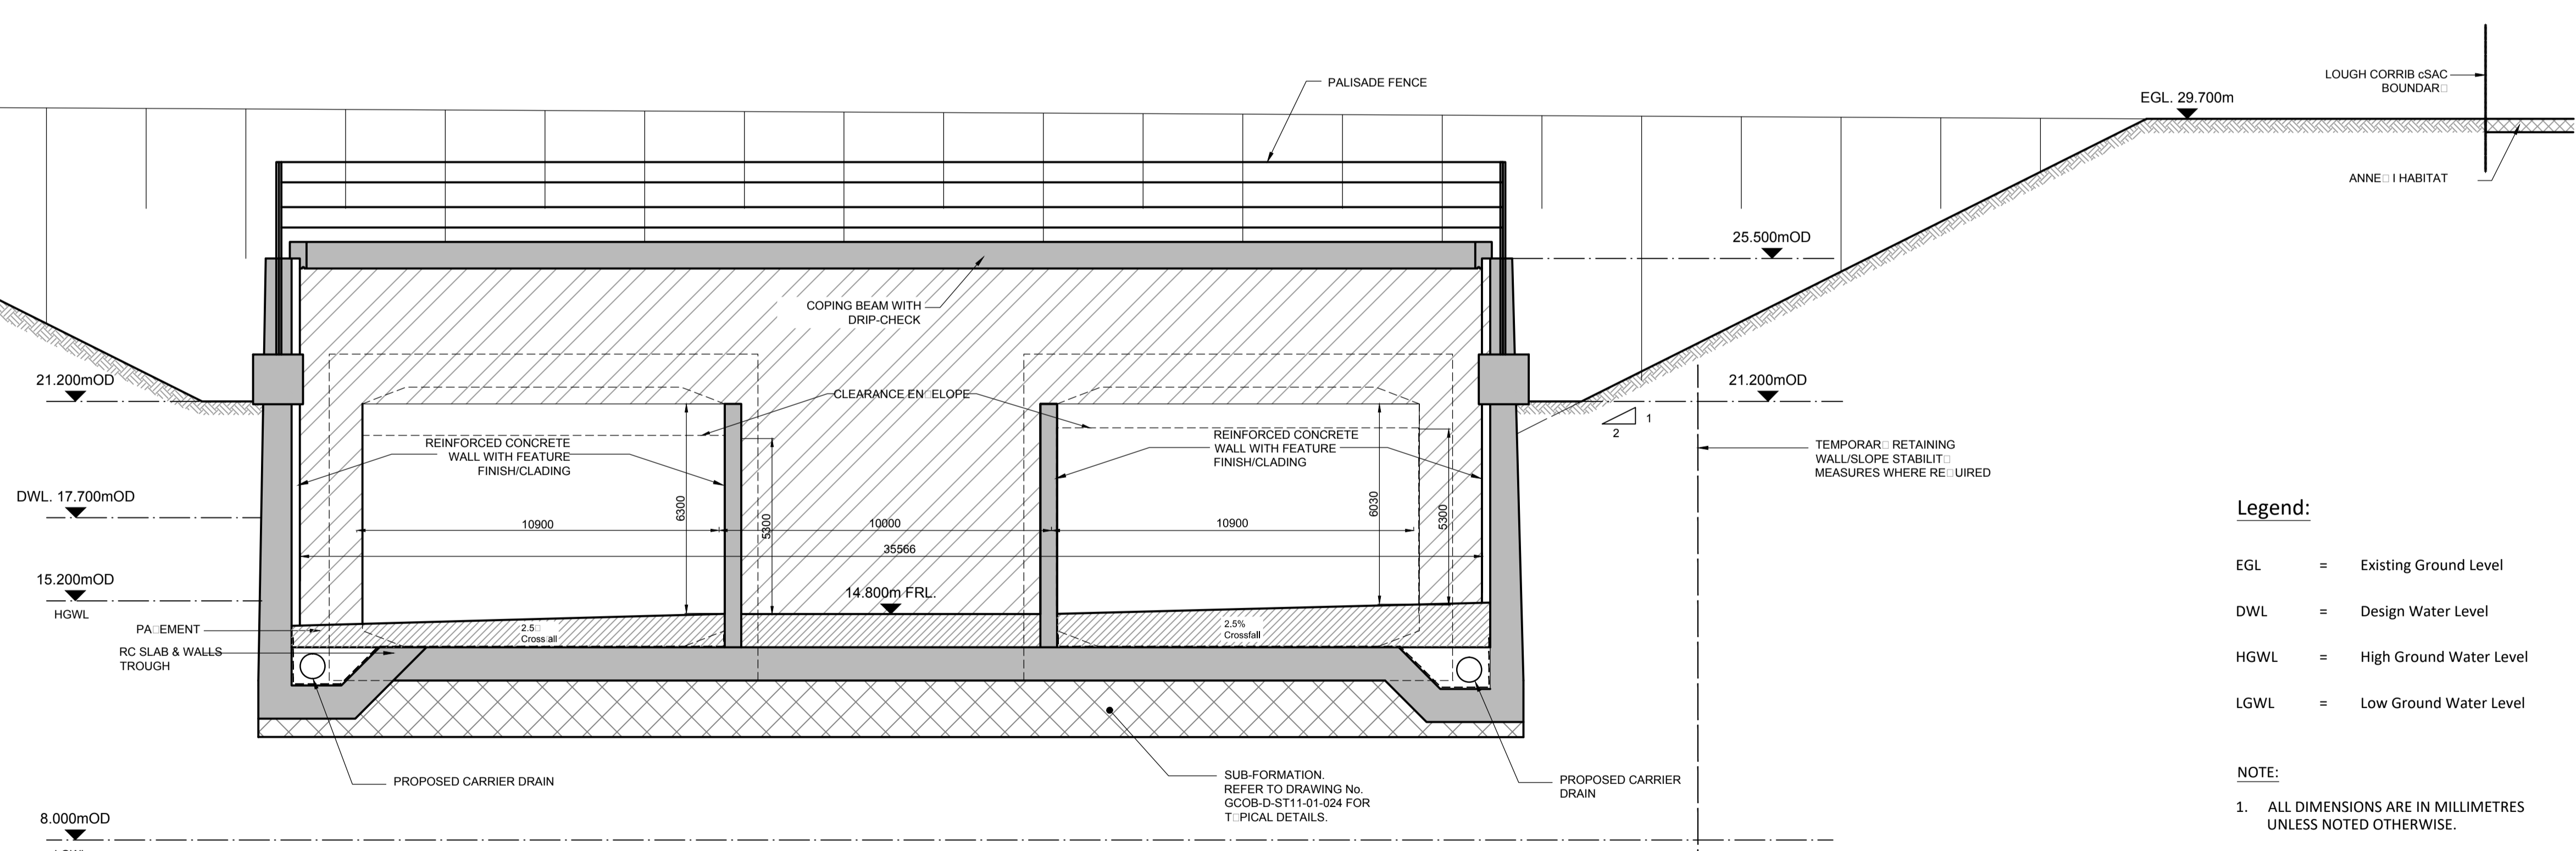 PALISADE FENCE
LOUGH CORRIB cSAC
BOUNDAR□
EGL. 29.700m
ANNE□ I HABITAT
25.500mOD
COPING BEAM WITH
DRIP-CHECK
21.200mOD
21.200mOD
CLEARANCE EN□ELOPE
1
2
REINFORCED CONCRETE
WALL WITH FEATURE
FINISH/CLADING
REINFORCED CONCRETE
WALL WITH FEATURE
FINISH/CLADING
TEMPORAR□ RETAINING
WALL/SLOPE STABILIT□
MEASURES WHERE RE□UIRED
DWL. 17.700mOD
6300
5300
6030
5300
10900
10000
10900
35566
15.200mOD
HGWL
14.800m FRL.
PA□EMENT
2.5□
Cross all
2.5%
Crossfall
RC SLAB & WALLS
TROUGH
PROPOSED CARRIER DRAIN
SUB-FORMATION.
REFER TO DRAWING No.
GCOB-D-ST11-01-024 FOR
T□PICAL DETAILS.
PROPOSED CARRIER
DRAIN
8.000mOD
Legend:
EGL = Existing Ground Level
DWL = Design Water Level
HGWL = High Ground Water Level
LGWL = Low Ground Water Level
NOTE:
1. ALL DIMENSIONS ARE IN MILLIMETRES
UNLESS NOTED OTHERWISE.